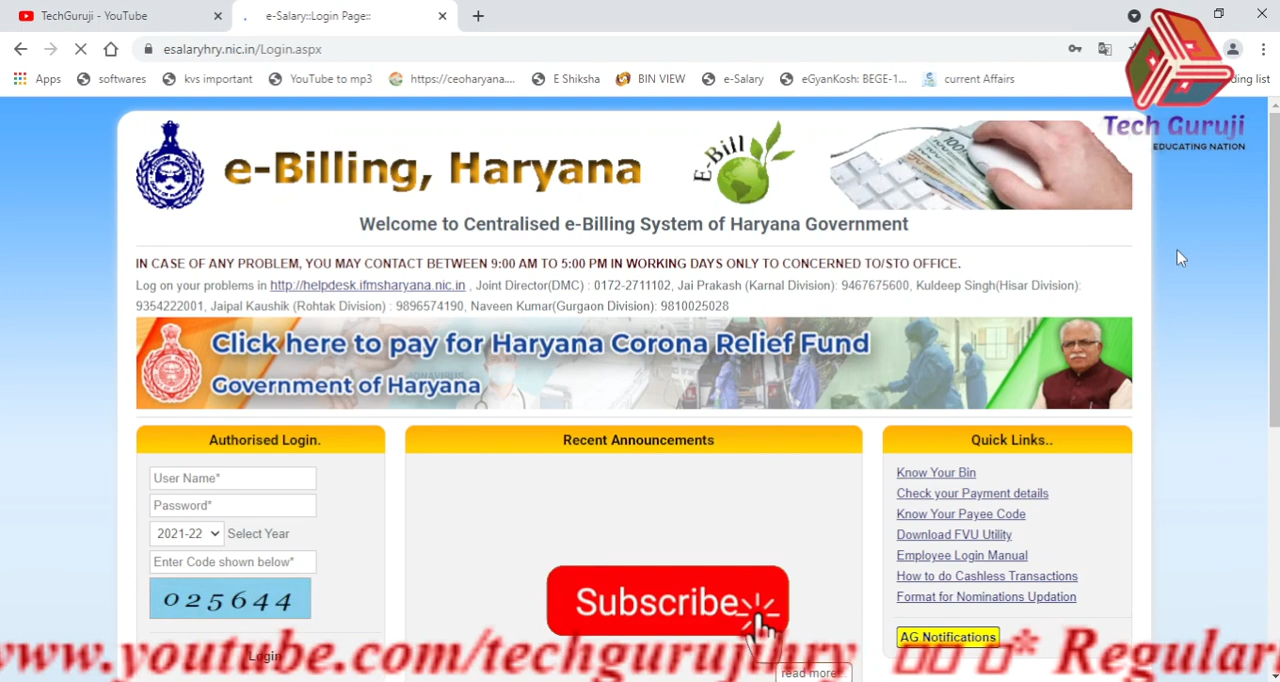 TechGuruji - YouTube
e-Salary::Login Page::
esalaryhry.nic.in/Login.aspx
Apps softwares kvs important YouTube to mp3 https://ceoharyana.... E Shiksha BIN VIEW e-Salary eGyanKosh: BEGE-1... current Affairs ding list
Tech Guruji
EDUCATING NATION
e-Billing, Haryana
E-Bill
Welcome to Centralised e-Billing System of Haryana Government
IN CASE OF ANY PROBLEM, YOU MAY CONTACT BETWEEN 9:00 AM TO 5:00 PM IN WORKING DAYS ONLY TO CONCERNED TO/STO OFFICE.
Log on your problems in http://helpdesk.ifmsharyana.nic.in , Joint Director(DMC) : 0172-2711102, Jai Prakash (Karnal Division): 9467675600, Kuldeep Singh(Hisar Division):
9354222001, Jaipal Kaushik (Rohtak Division) : 9896574190, Naveen Kumar(Gurgaon Division): 9810025028
Click here to pay for Haryana Corona Relief Fund
Government of Haryana
Authorised Login.
User Name*
Password*
2021-22 Select Year
Enter Code shown below*
025644
Login
Recent Announcements
Subscribe
read more..
Quick Links..
Know Your Bin
Check your Payment details
Know Your Payee Code
Download FVU Utility
Employee Login Manual
How to do Cashless Transactions
Format for Nominations Updation
AG Notifications
www.youtube.com/techgurujihry * Regular